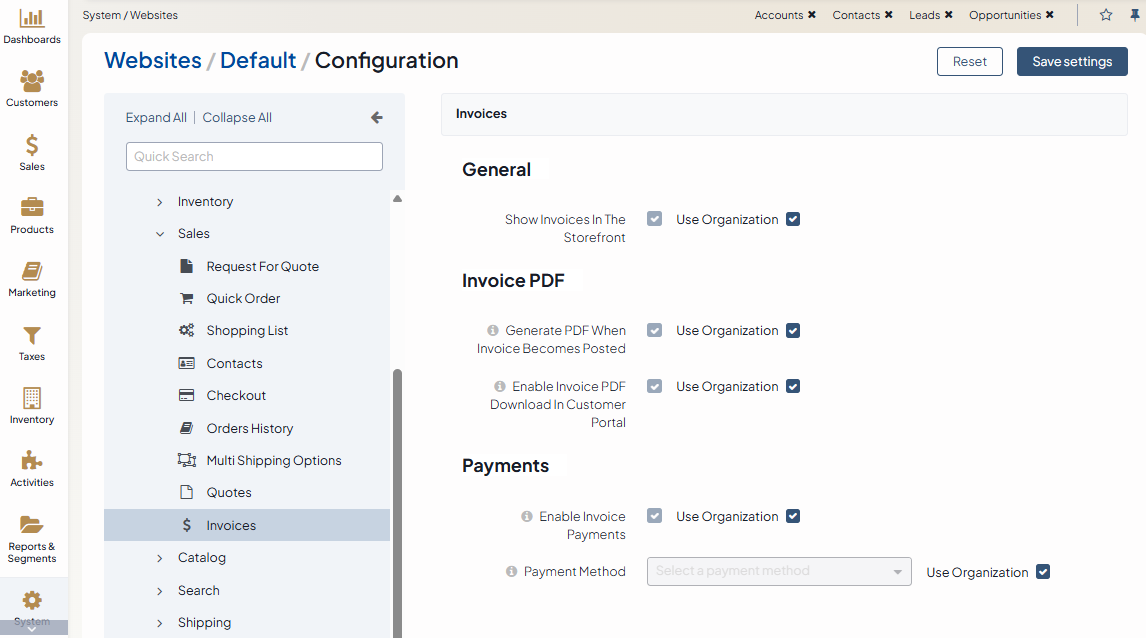 System / Websites
Accounts ✖ Contacts ✖ Leads ✖ Opportunities ✖
Dashboards
Customers
Sales
Products
Marketing
Taxes
Inventory
Activities
Reports &
Segments
System
Websites / Default / Configuration
Reset
Save settings
Expand All | Collapse All
Quick Search
Inventory
Sales
Request For Quote
Quick Order
Shopping List
Contacts
Checkout
Orders History
Multi Shipping Options
Quotes
$ Invoices
Catalog
Search
Shipping
Invoices
General
Show Invoices In The
Storefront
Use Organization
Invoice PDF
Generate PDF When
Invoice Becomes Posted
Use Organization
Enable Invoice PDF
Download In Customer
Portal
Use Organization
Payments
Enable Invoice
Payments
Use Organization
Payment Method
Select a payment method
Use Organization